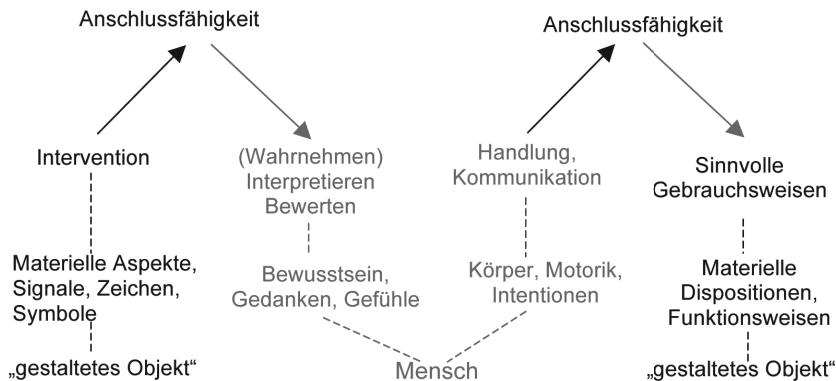 Anschlussfähigkeit
Anschlussfähigkeit
Intervention
(Wahrnehmen)
Interpretieren
Bewerten
Handlung,
Kommunikation
Sinnvolle
Gebrauchsweisen
Materielle Aspekte,
Signale, Zeichen,
Symbole
Bewusstsein,
Gedanken, Gefühle
Körper, Motorik,
Intentionen
Materielle
Dispositionen,
Funktionsweisen
„gestaltetes Objekt“
Mensch
„gestaltetes Objekt“